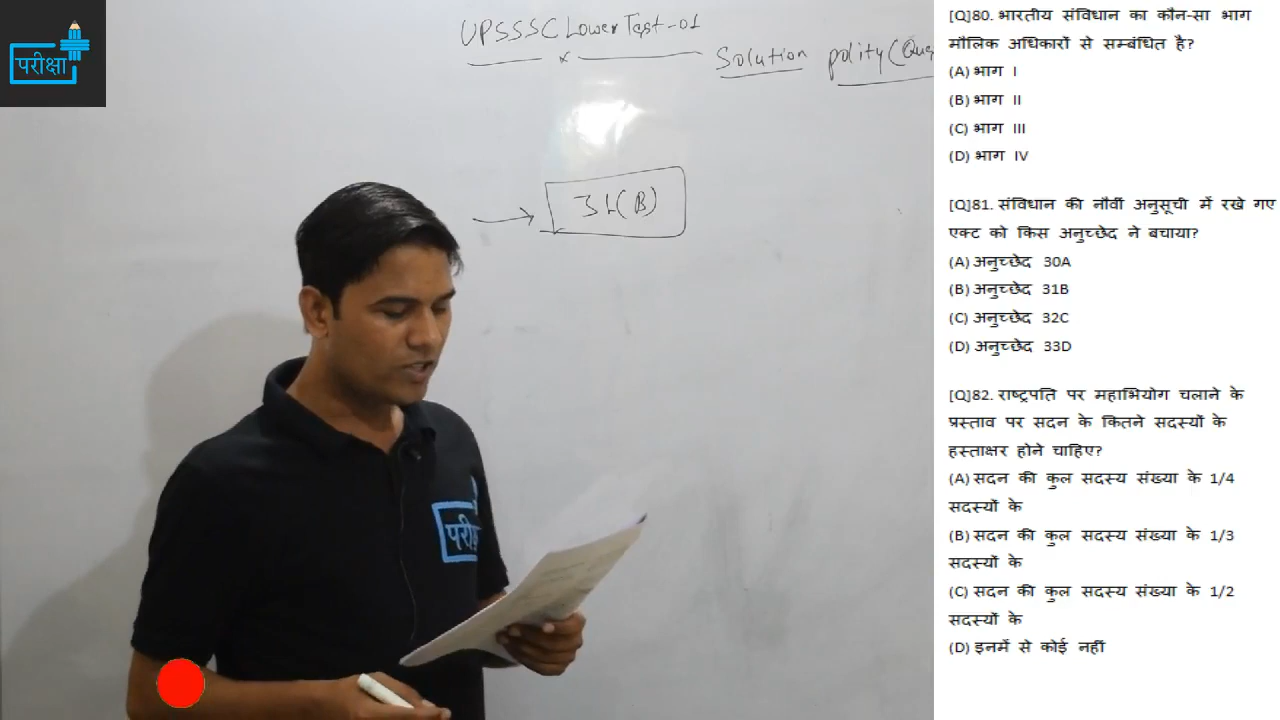 परीक्षा
UPSSSC Lower Test-01
Solution polity
31(B)
[Q]80. भारतीय संविधान का कौन-सा भाग
मौलिक अधिकारों से सम्बंधित है?
(A) भाग I
(B) भाग II
(C) भाग III
(D) भाग IV
[Q]81. संविधान की नौवीं अनुसूची में रखे गए
एक्ट को किस अनुच्छेद ने बचाया?
(A) अनुच्छेद 30A
(B) अनुच्छेद 31B
(C) अनुच्छेद 32C
(D) अनुच्छेद 33D
[Q]82. राष्ट्रपति पर महाभियोग चलाने के
प्रस्ताव पर सदन के कितने सदस्यों के
हस्ताक्षर होने चाहिए?
(A) सदन की कुल सदस्य संख्या के 1/4
सदस्यों के
(B) सदन की कुल सदस्य संख्या के 1/3
सदस्यों के
(C) सदन की कुल सदस्य संख्या के 1/2
सदस्यों के
(D) इनमें से कोई नहीं